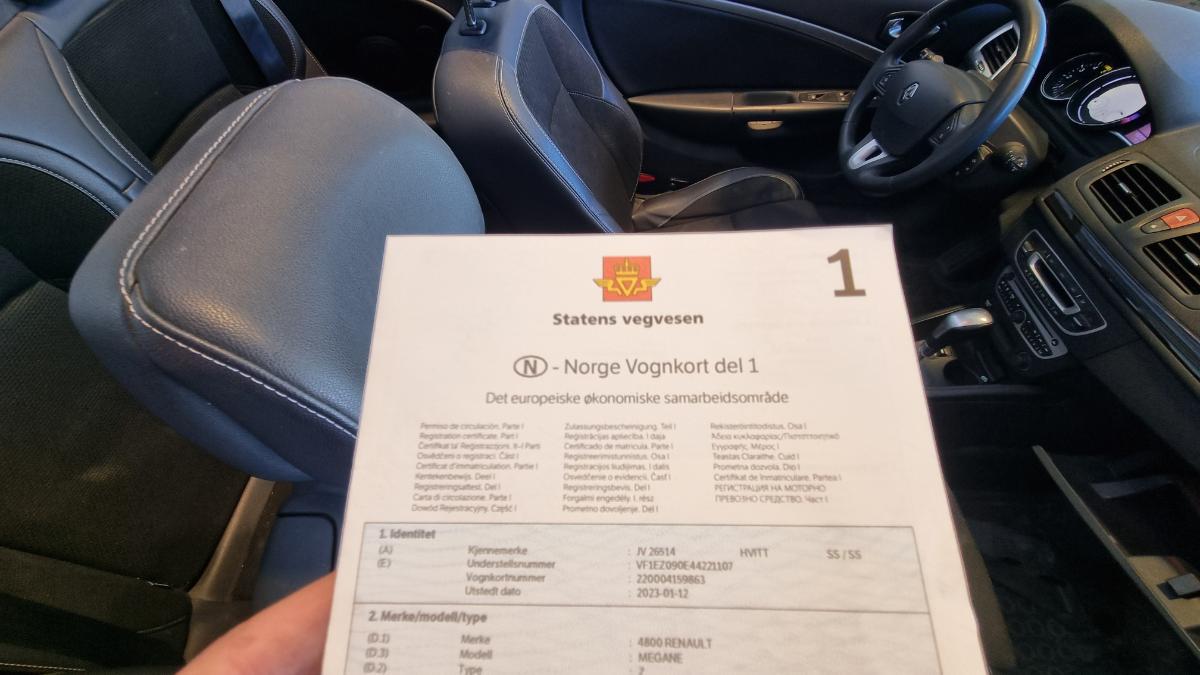 1
Statens vegvesen
N - Norge Vognkort del 1
Det europeiske økonomiske samarbeidsområde
Permiso de circulación. Parte I
Registration certificate. Part I
Certifikat ta' Registrazzjoni. II-I Parti
Osvědčení o registraci. Část I
Certificat d'immatriculation. Partie I
Kentekenbewijs. Deel I
Registreringsattest. Del I
Carta di circolazione. Parte I
Dowód Rejestracyjny. Część I
Zulassungsbescheinigung. Teil I
Reģistrācijas apliecība. I daļa
Certificado de matrícula. Parte I
Registreerimistunnistus. Osa I
Registracijos liudijimas. I dalis
Osvedčenie o evidencii. Časť I
Registreringsbevis. Del I
Forgalmi engedély. I. rész
Prometno dovoljenje. Del I
Rekisteröintitodistus. Osa I
Άδεια κυκλοφορίας/Πιστοποιητικό
Εγγραφής. Μέρος I
Teastas Claraithe. Cuid I
Prometna dozvola. Dio I
Certificat de Înmatriculare. Partea I
РЕГИСТРАЦИЯ НА МОТОРНО
ПРЕВОЗНО СРЕДСТВО. Част I
1. Identitet
(A) Kjennemerke : JV 26514 HVITT SS / SS
(E) Understellsnummer : VF1EZ090E44221107
Vognkortnummer : 220004159863
Utstedt dato : 2023-01-12
2. Merke/modell/type
(D.1) Merke : 4800 RENAULT
(D.3) Modell : MEGANE
(D.2) Type : Z